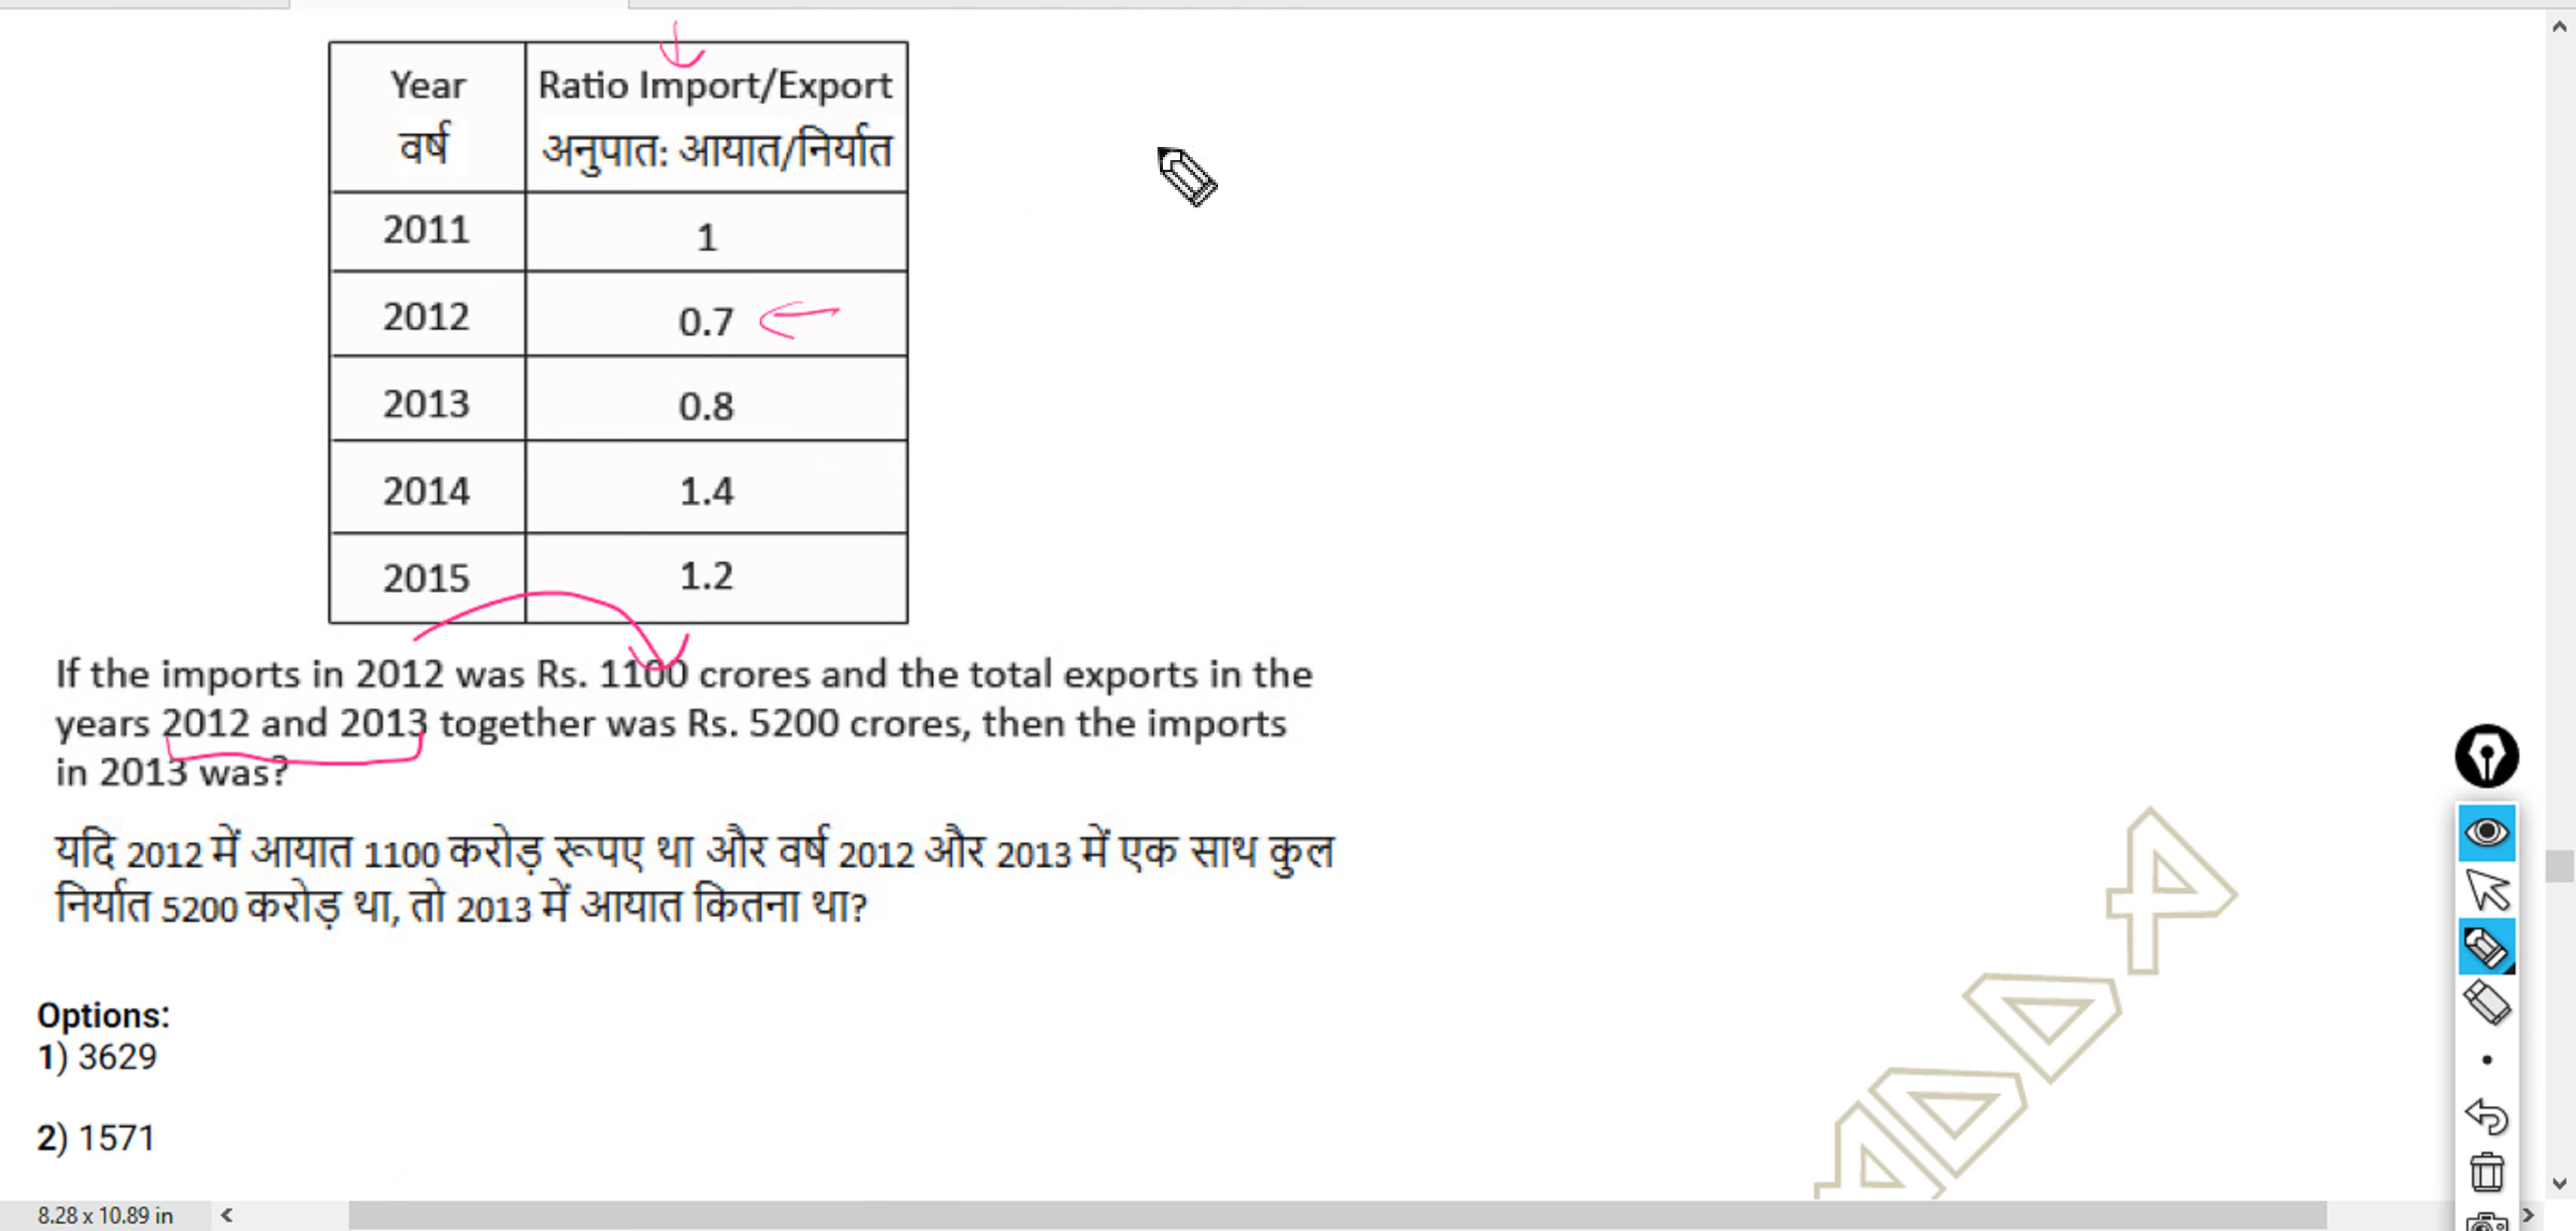 Year Ratio Import/Export
वर्ष अनुपात: आयात/निर्यात
2011 1
2012 0.7
2013 0.8
2014 1.4
2015 1.2
If the imports in 2012 was Rs. 1100 crores and the total exports in the
years 2012 and 2013 together was Rs. 5200 crores, then the imports
in 2013 was?
यदि 2012 में आयात 1100 करोड़ रूपए था और वर्ष 2012 और 2013 में एक साथ कुल
निर्यात 5200 करोड़ था, तो 2013 में आयात कितना था?
Options:
1) 3629
2) 1571
8.28 x 10.89 in